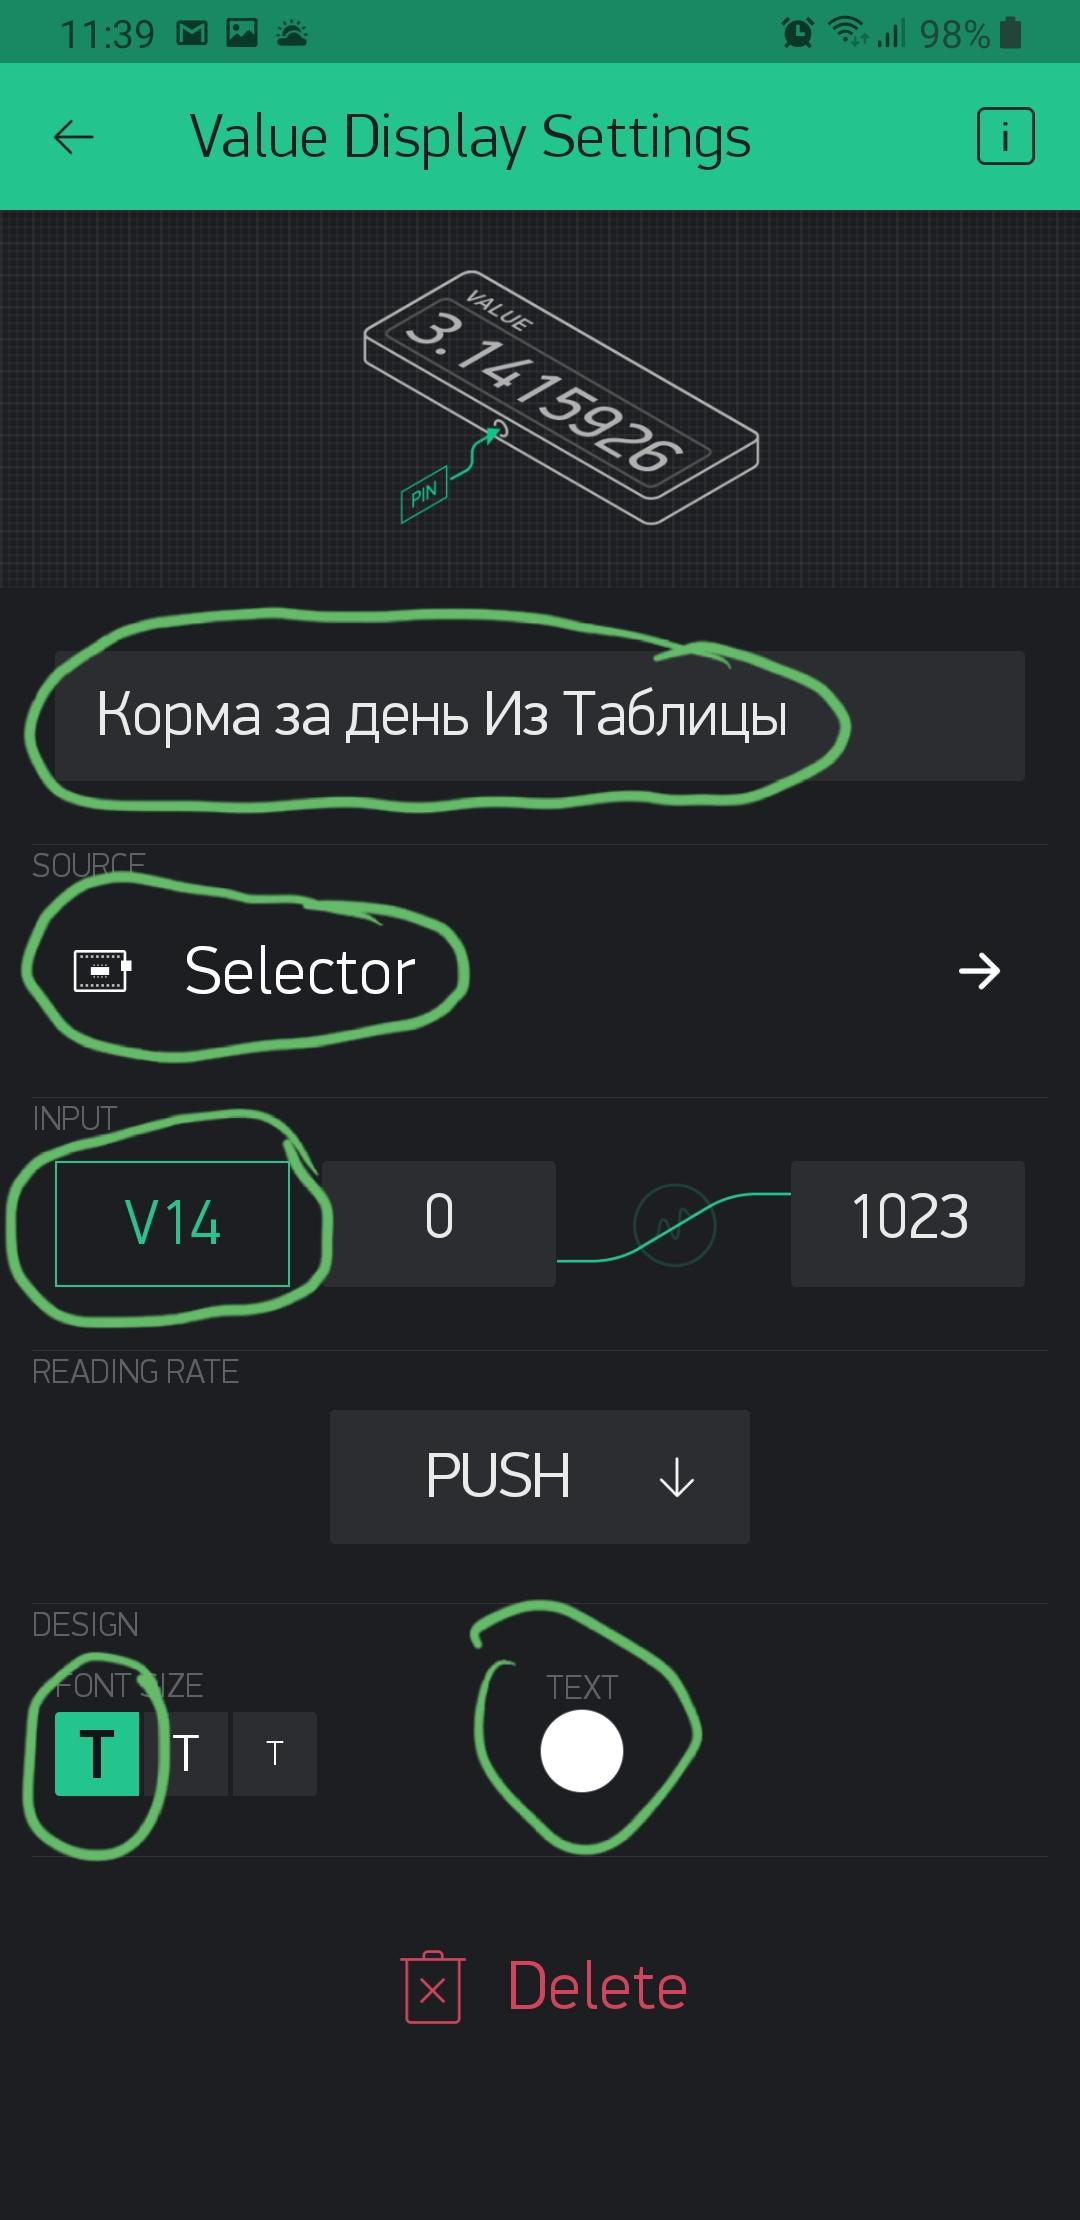 11:39 98%
Value Display Settings i
VALUE
3.1415926
PIN
Корма за день Из Таблицы
SOURCE
Selector
INPUT
V14 0 1023
READING RATE
PUSH
DESIGN
FONT SIZE TEXT
T T T
Delete